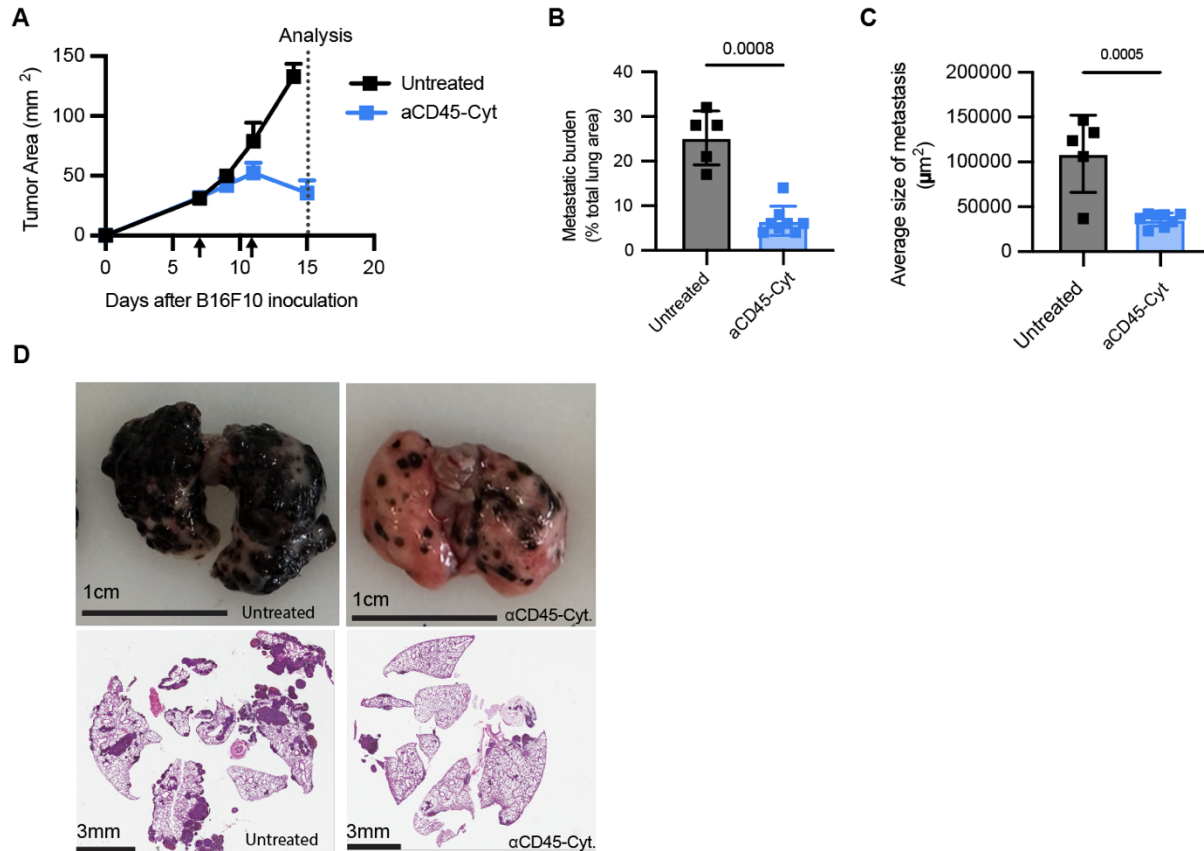 A
Analysis
Tumor Area (mm ²)
150
100
50
0
0
5
10
15
20
Days after B16F10 inoculation
Untreated
aCD45-Cyt
B
0.0008
Metastatic burden
(% total lung area)
40
30
20
10
0
Untreated
aCD45-Cyt
C
0.0005
Average size of metastasis
(μm²)
200000
150000
100000
50000
0
Untreated
aCD45-Cyt
D
1cm
Untreated
1cm
αCD45-Cyt.
3mm
Untreated
3mm
αCD45-Cyt.